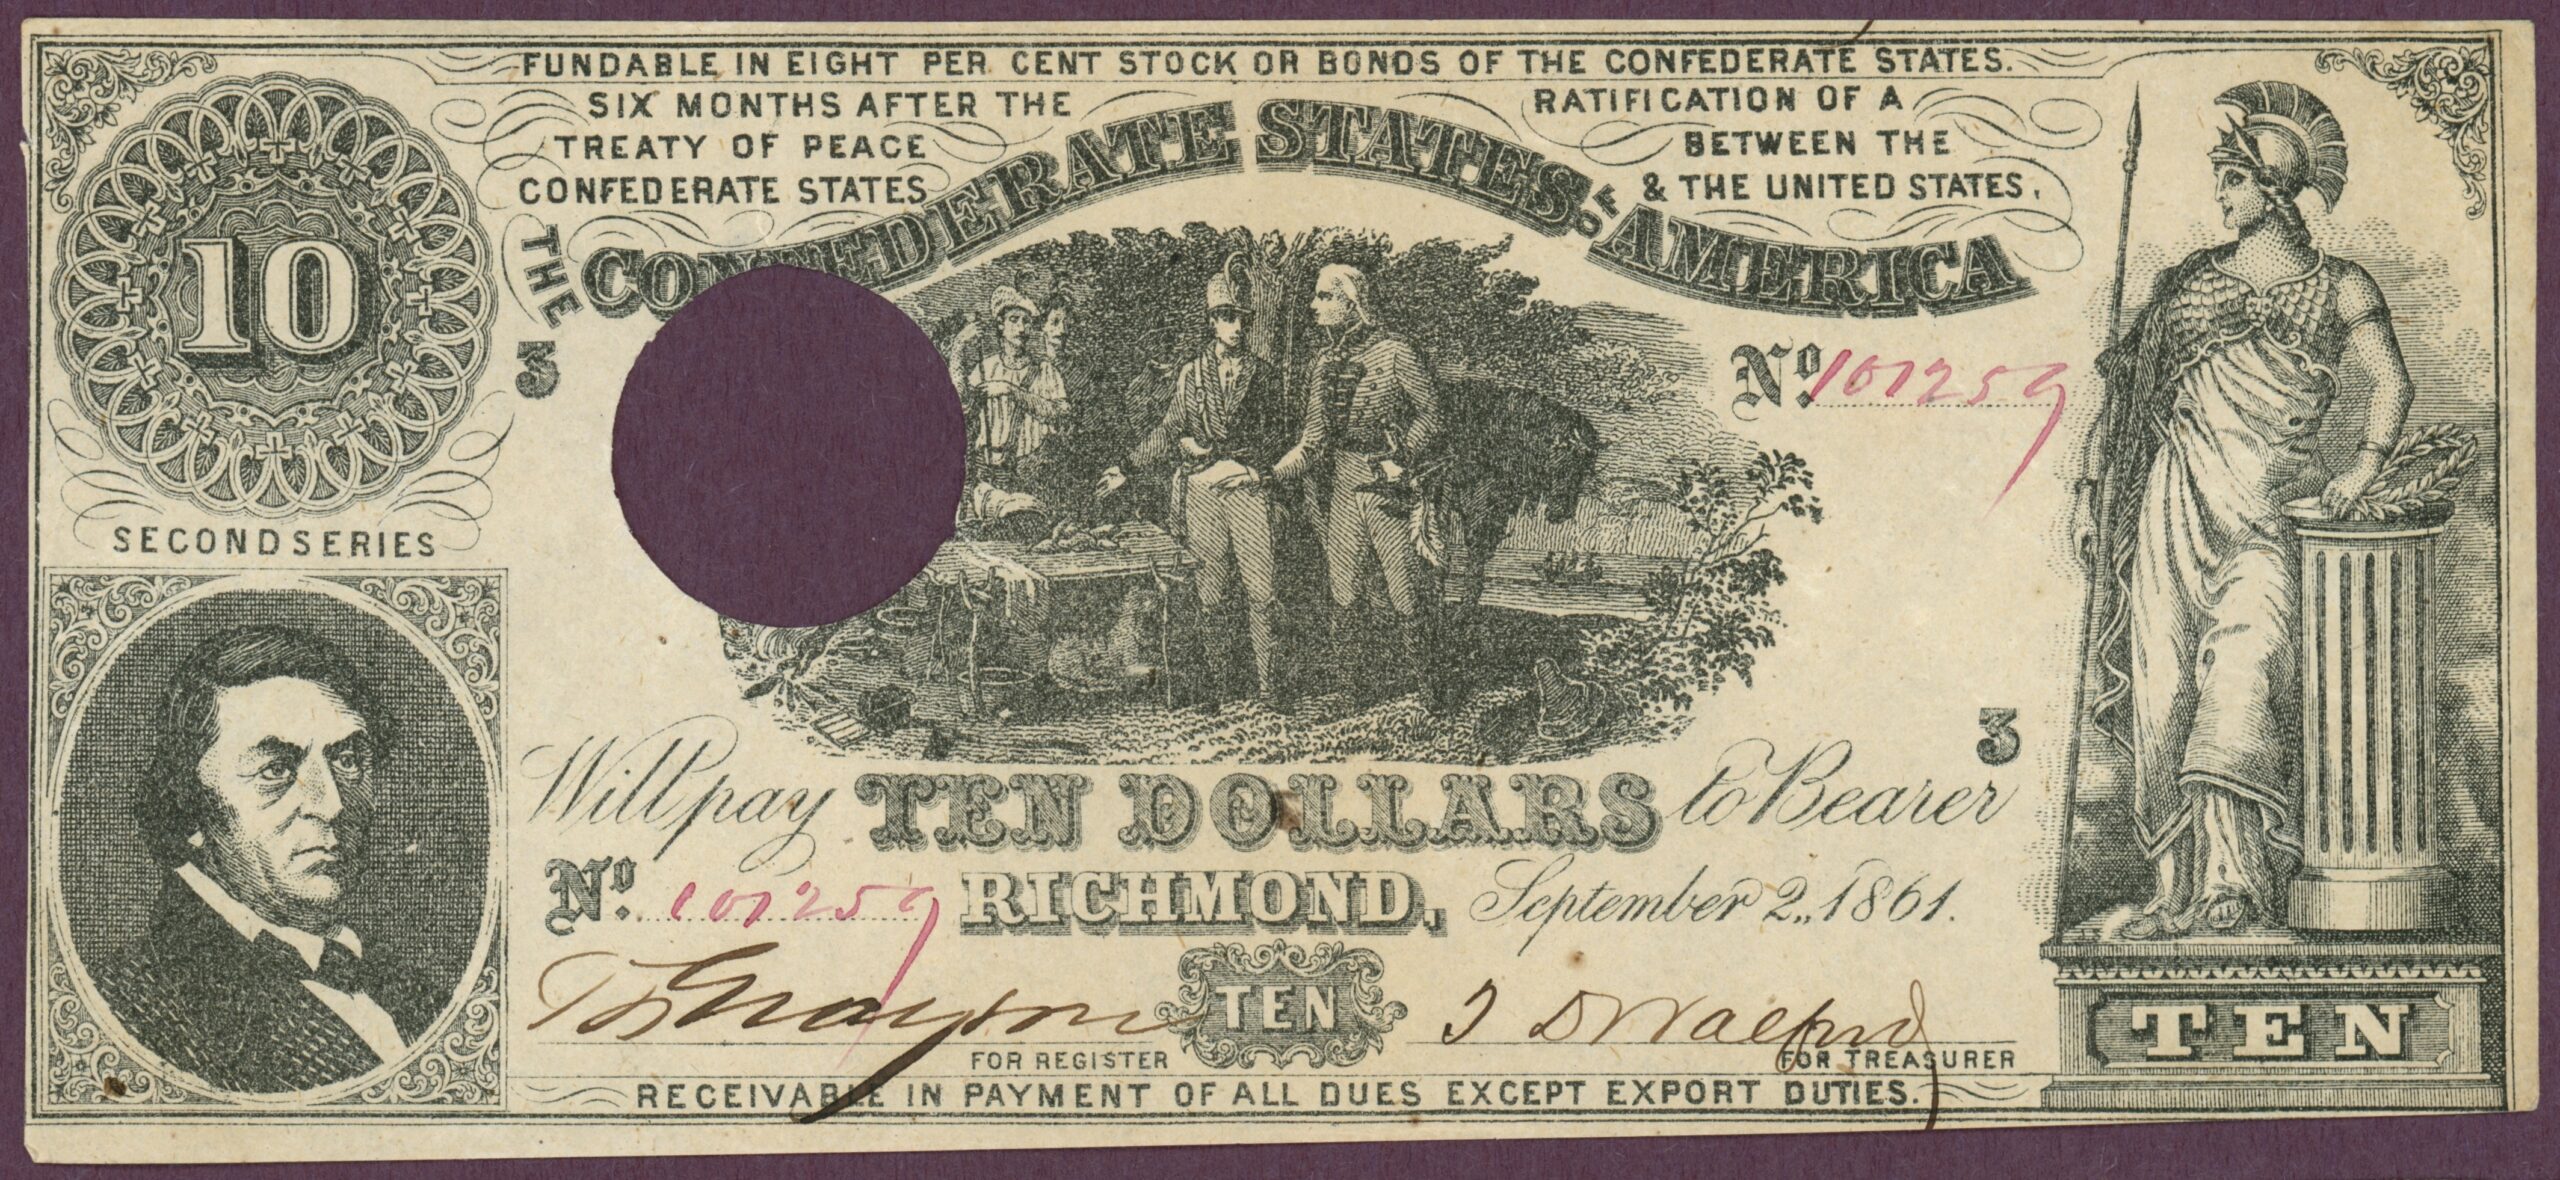 FUNDABLE IN EIGHT PER CENT STOCK OR BONDS OF THE CONFEDERATE STATES.
SIX MONTHS AFTER THE RATIFICATION OF A
TREATY OF PEACE BETWEEN THE
CONFEDERATE STATES & THE UNITED STATES,
THE CONFEDERATE STATES OF AMERICA
10
3
No. 101259
SECOND SERIES
3
Will pay TEN DOLLARS to Bearer
No. 101259 RICHMOND, September 2, 1861.
TEN
FOR REGISTER
FOR TREASURER
TEN
RECEIVABLE IN PAYMENT OF ALL DUES EXCEPT EXPORT DUTIES.